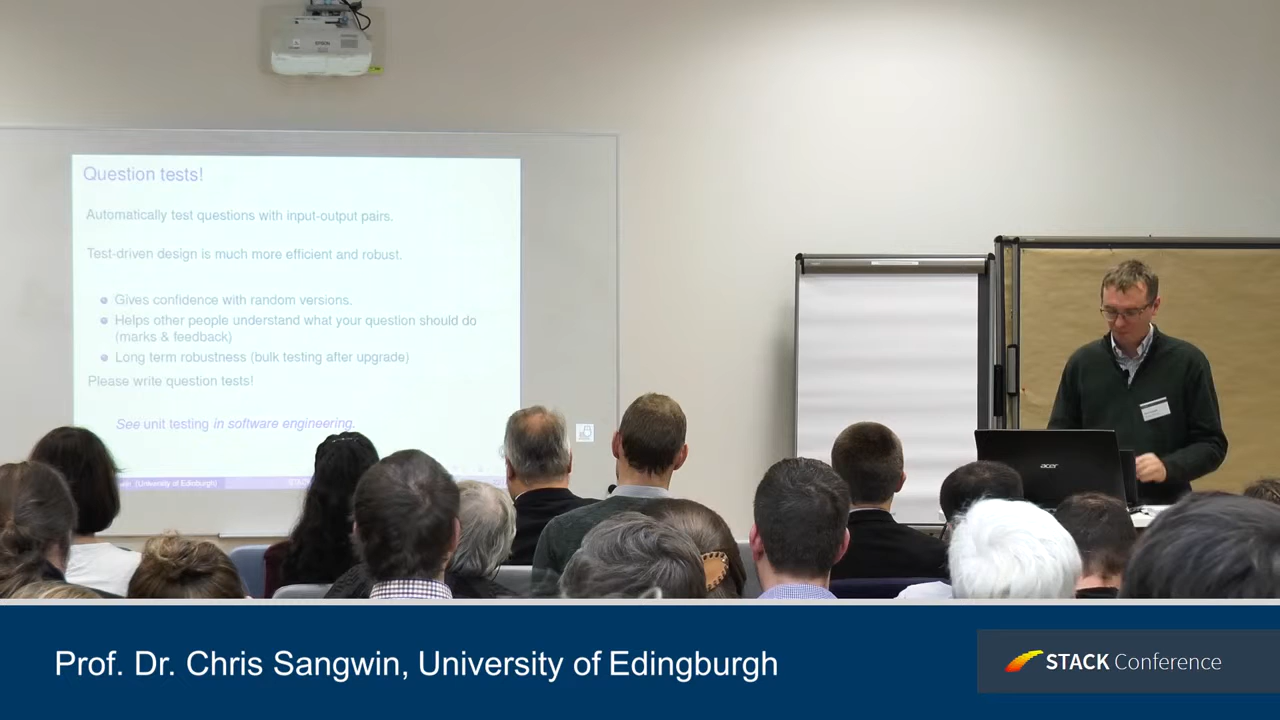 EPSON
Question tests!
Automatically test questions with input-output pairs.
Test-driven design is much more efficient and robust.
Gives confidence with random versions.
Helps other people understand what your question should do
(marks & feedback)
Long term robustness (bulk testing after upgrade)
Please write question tests!
See unit testing in software engineering.
(University of Edinburgh)
acer
Prof. Dr. Chris Sangwin, University of Edingburgh
STACK Conference